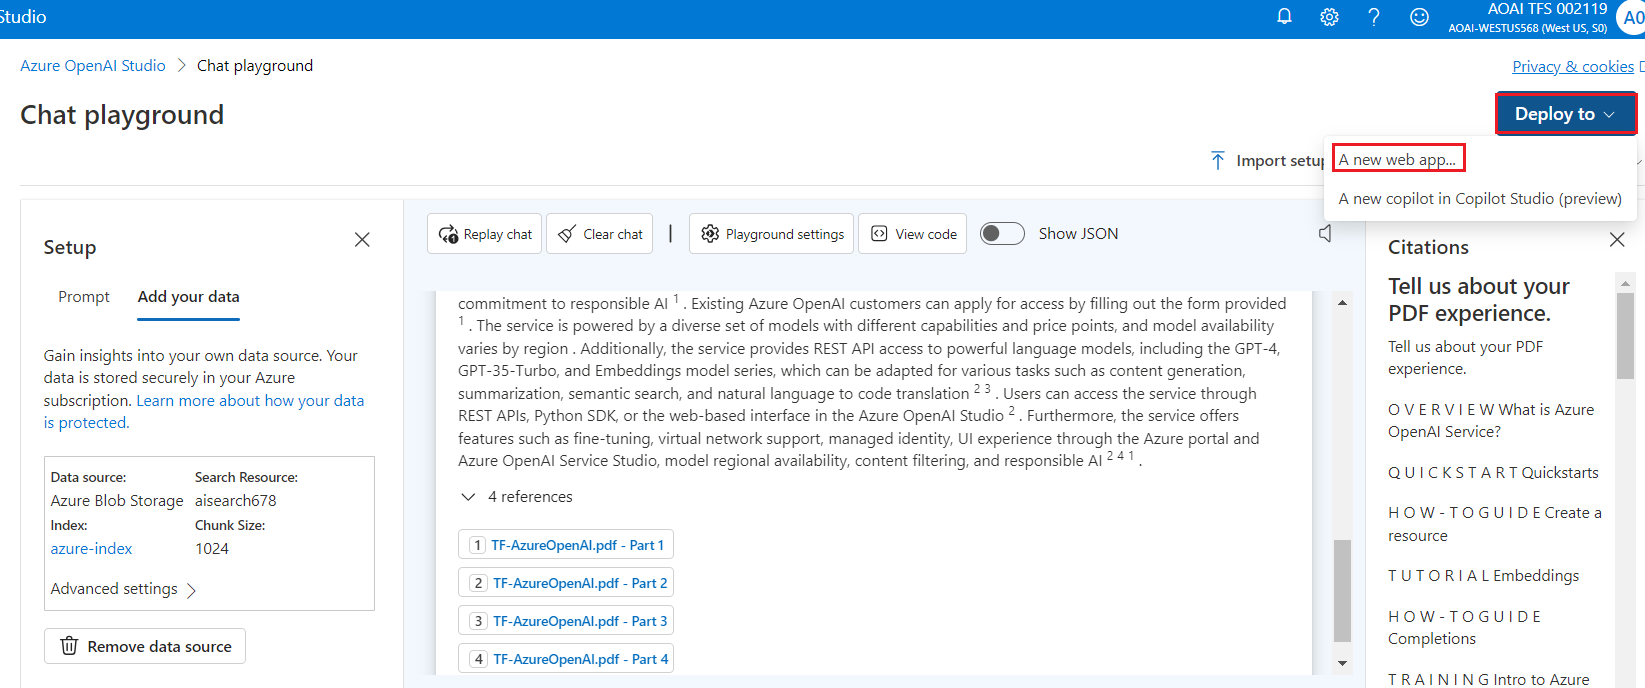 Studio
AOAI TFS 002119
AOAI-WESTUS568 (West US, S0)
A0
Azure OpenAI Studio > Chat playground
Privacy & cookies
Chat playground
Deploy to
Import setup
A new web app...
A new copilot in Copilot Studio (preview)
Setup
Prompt
Add your data
Gain insights into your own data source. Your
data is stored securely in your Azure
subscription. Learn more about how your data
is protected.
Data source:
Search Resource:
Azure Blob Storage
aisearch678
Index:
Chunk Size:
azure-index
1024
Advanced settings
Remove data source
Replay chat
Clear chat
Playground settings
View code
Show JSON
commitment to responsible AI 1 . Existing Azure OpenAI customers can apply for access by filling out the form provided
1 . The service is powered by a diverse set of models with different capabilities and price points, and model availability
varies by region . Additionally, the service provides REST API access to powerful language models, including the GPT-4,
GPT-35-Turbo, and Embeddings model series, which can be adapted for various tasks such as content generation,
summarization, semantic search, and natural language to code translation 2 3 . Users can access the service through
REST APIs, Python SDK, or the web-based interface in the Azure OpenAI Studio 2 . Furthermore, the service offers
features such as fine-tuning, virtual network support, managed identity, UI experience through the Azure portal and
Azure OpenAI Service Studio, model regional availability, content filtering, and responsible AI 2 4 1 .
4 references
1 TF-AzureOpenAI.pdf - Part 1
2 TF-AzureOpenAI.pdf - Part 2
3 TF-AzureOpenAI.pdf - Part 3
4 TF-AzureOpenAI.pdf - Part 4
Citations
Tell us about your
PDF experience.
Tell us about your PDF
experience.
O V E R V I E W What is Azure
OpenAI Service?
Q U I C K S T A R T Quickstarts
H O W - T O G U I D E Create a
resource
T U T O R I A L Embeddings
H O W - T O G U I D E
Completions
T R A I N I N G Intro to Azure